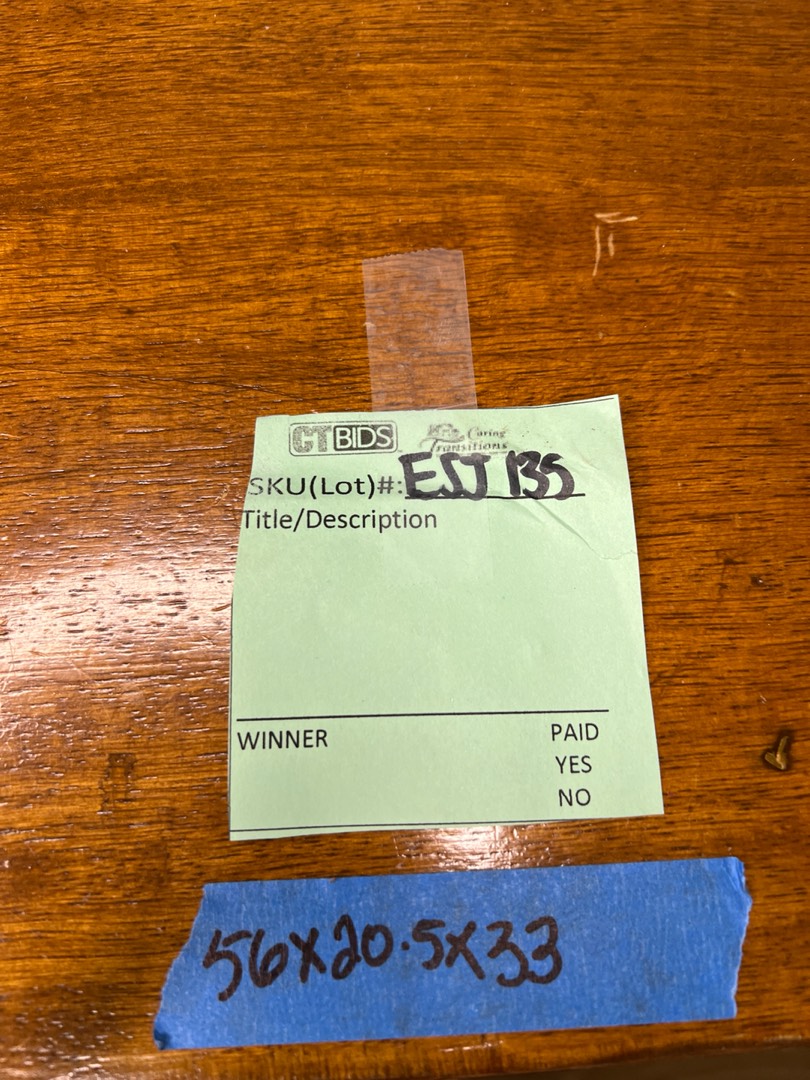 CTBIDS Caring Transitions
SKU(Lot)#: ESJ 135
Title/Description
WINNER PAID
YES
NO
56x20.5x33